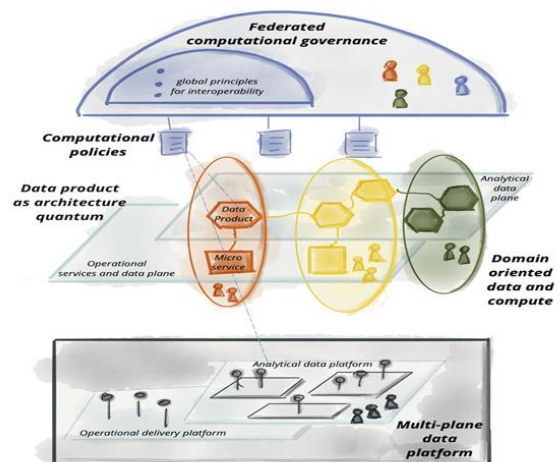 Federated
computational governance
global principles
for interoperability
Computational
policies
Data product
as architecture
quantum
Analytical
data
plane
Data
Product
Operational
services and data plane
Micro
service
Domain
oriented
data and
compute
Analytical data platform
Operational delivery platform
Multi-plane
data
platform